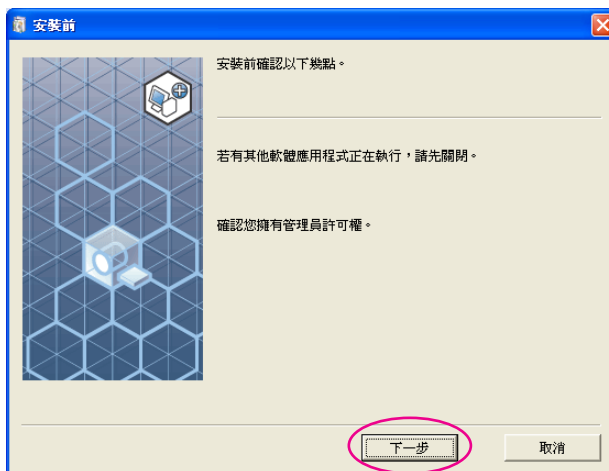 安裝前
安裝前確認以下幾點。
若有其他軟體應用程式正在執行，請先關閉。
確認您擁有管理員許可權。
下一步
取消